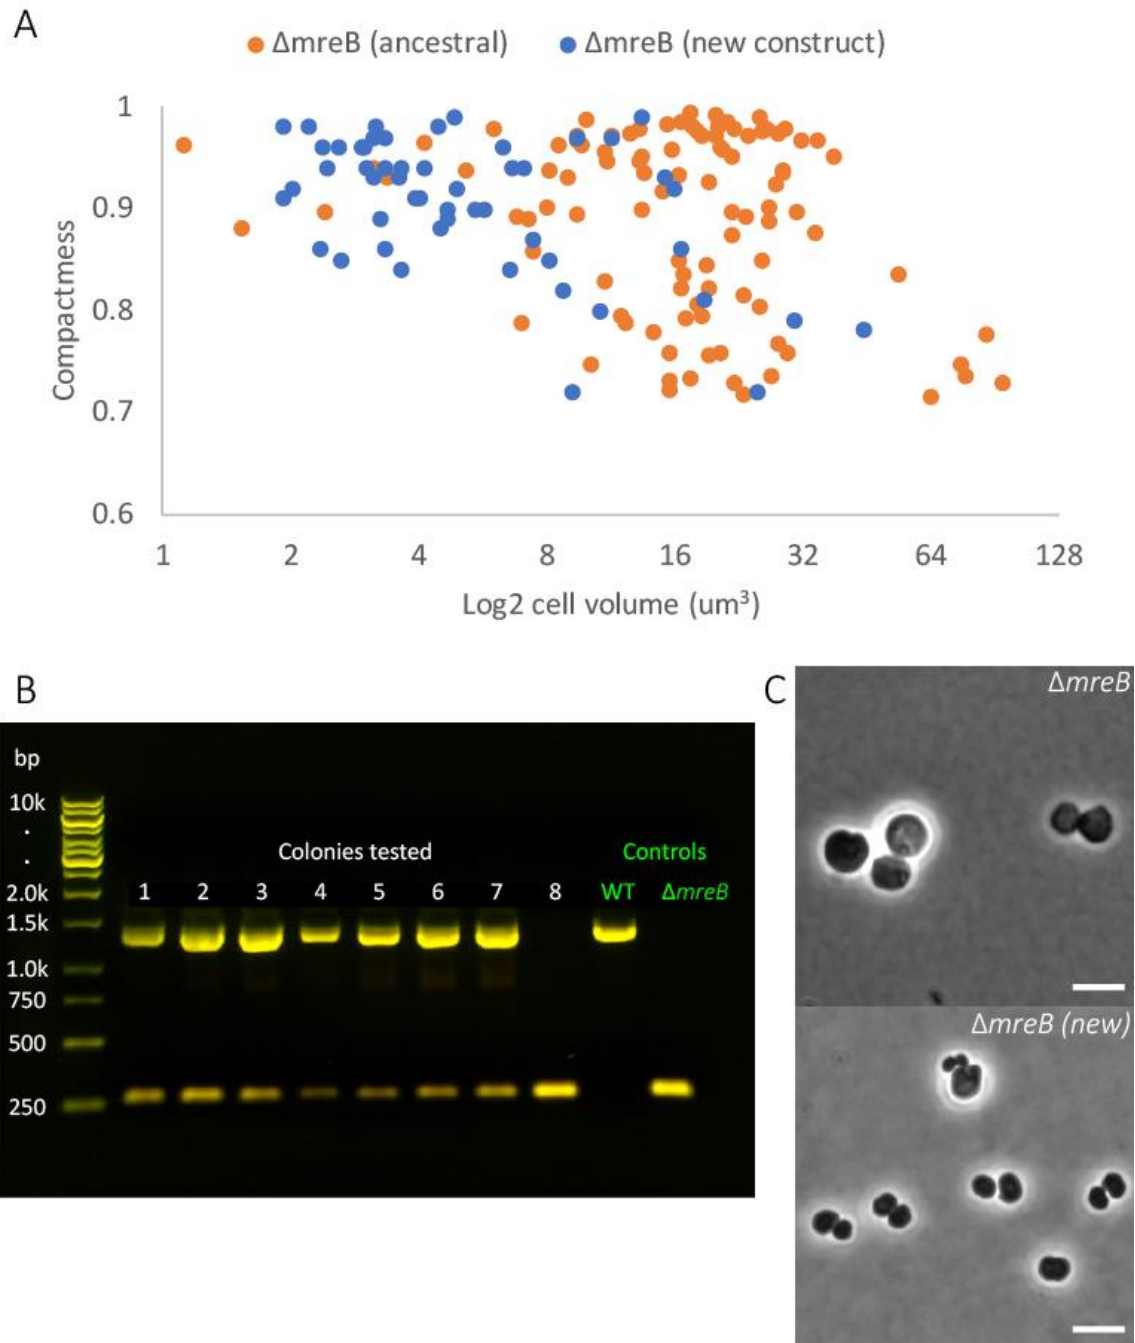 A
ΔmreB (ancestral) ΔmreB (new construct)
1
0.9
0.8
0.7
0.6
Compactness
1 2 4 8 16 32 64 128
Log2 cell volume (um³)
B
bp
10k
.
.
2.0k
1.5k
1.0k
750
500
250
Colonies tested Controls
1 2 3 4 5 6 7 8 WT ΔmreB
C
ΔmreB
ΔmreB (new)